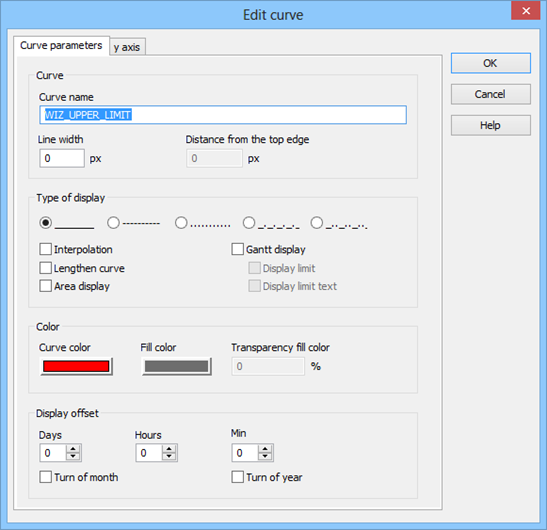 Edit curve
Curve parameters y axis
OK
Cancel
Help
Curve
Curve name
WIZ_UPPER_LIMIT
Line width Distance from the top edge
0 px 0 px
Type of display
Interpolation Gantt display
Lengthen curve Display limit
Area display Display limit text
Color
Curve color Fill color Transparency fill color
0 %
Display offset
Days Hours Min
0 0 0
Turn of month Turn of year